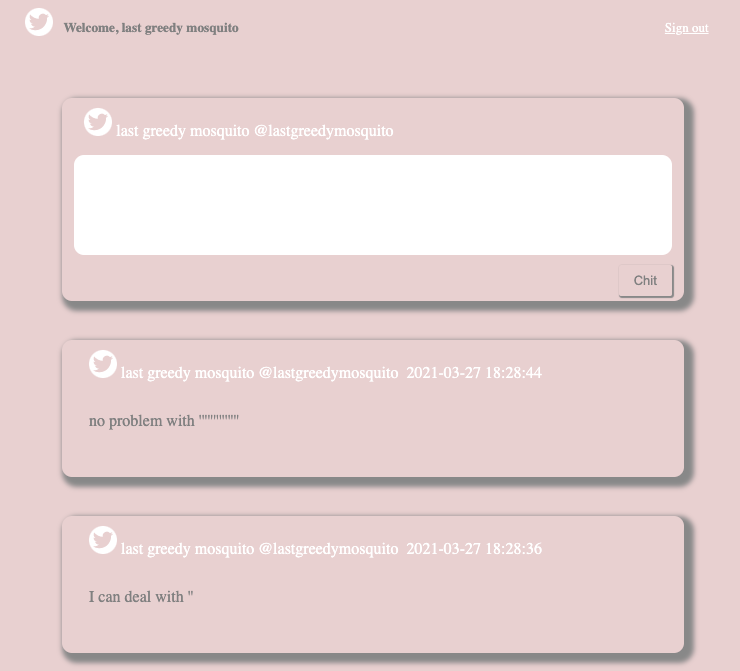 Welcome, last greedy mosquito
Sign out
last greedy mosquito @lastgreedymosquito
Chit
last greedy mosquito @lastgreedymosquito 2021-03-27 18:28:44
no problem with '"""""""
last greedy mosquito @lastgreedymosquito 2021-03-27 18:28:36
I can deal with "